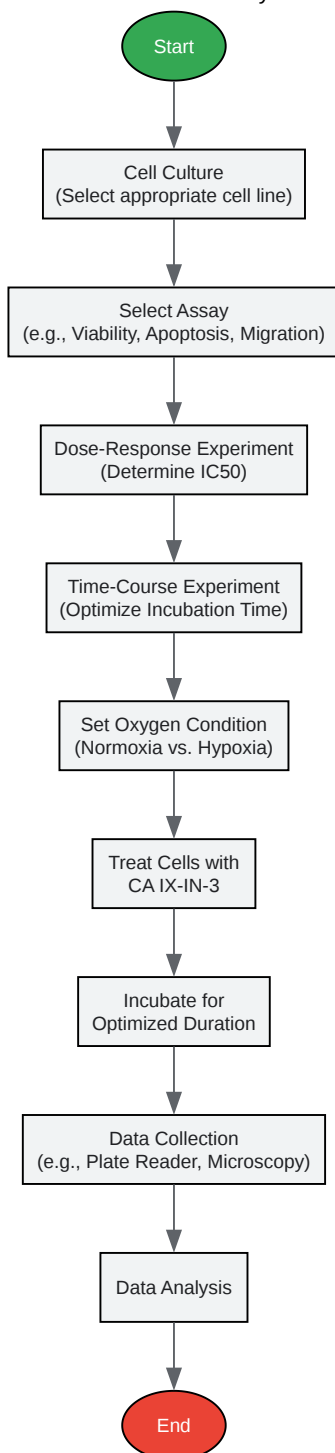 Start
Cell Culture
(Select appropriate cell line)
Select Assay
(e.g., Viability, Apoptosis, Migration)
Dose-Response Experiment
(Determine IC50)
Time-Course Experiment
(Optimize Incubation Time)
Set Oxygen Condition
(Normoxia vs. Hypoxia)
Treat Cells with
CA IX-IN-3
Incubate for
Optimized Duration
Data Collection
(e.g., Plate Reader, Microscopy)
Data Analysis
End